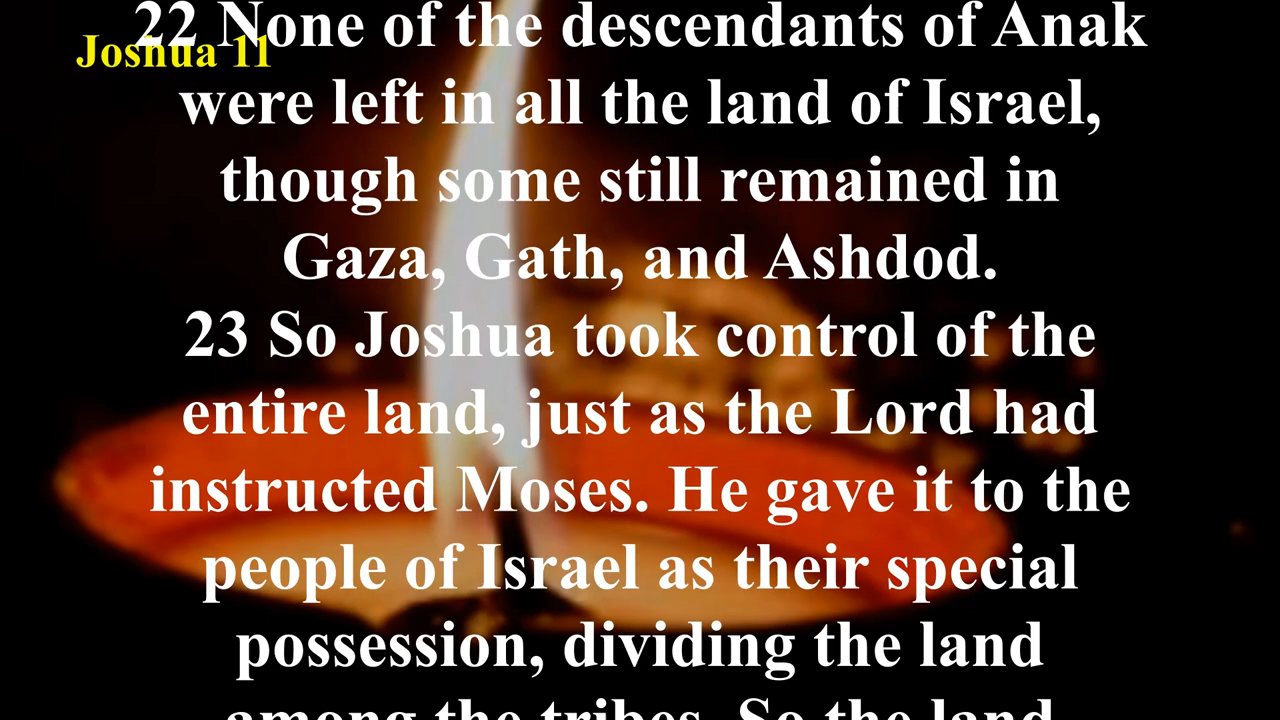 Joshua 11
22 None of the descendants of Anak
were left in all the land of Israel,
though some still remained in
Gaza, Gath, and Ashdod.
23 So Joshua took control of the
entire land, just as the Lord had
instructed Moses. He gave it to the
people of Israel as their special
possession, dividing the land
among the tribes. So the land